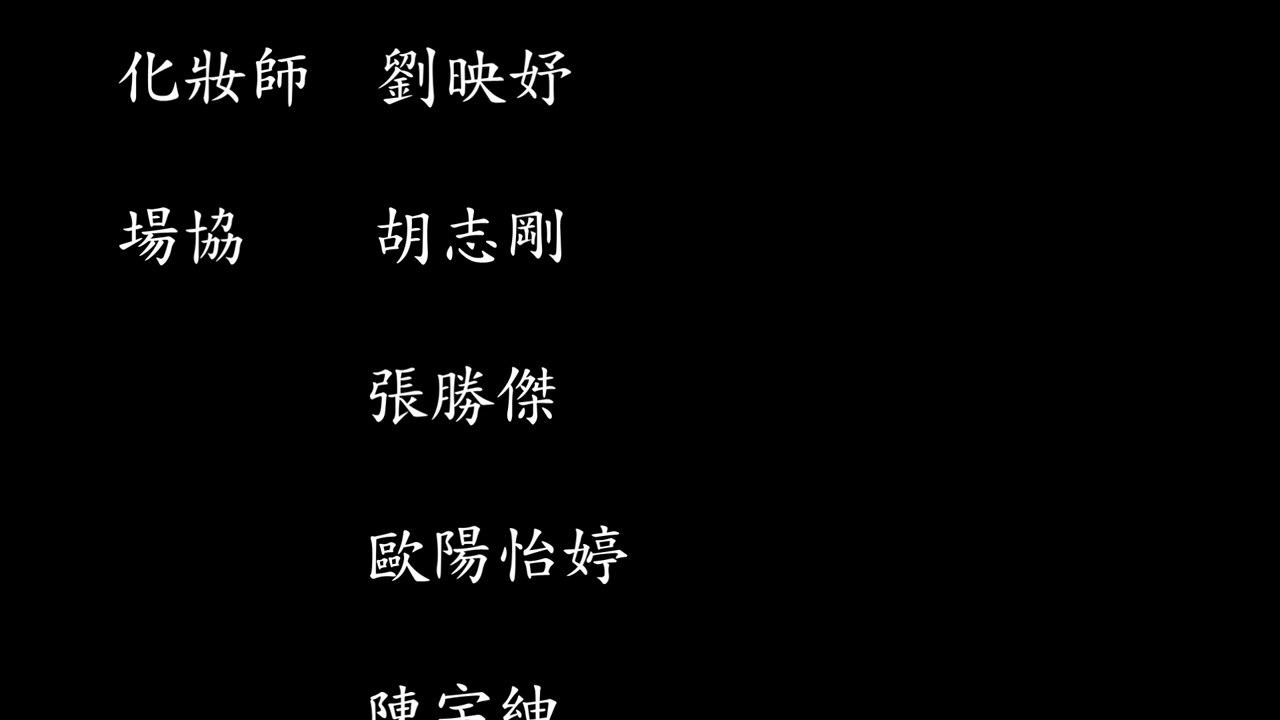 化妝師 劉映妤
場協 胡志剛
張勝傑
歐陽怡婷